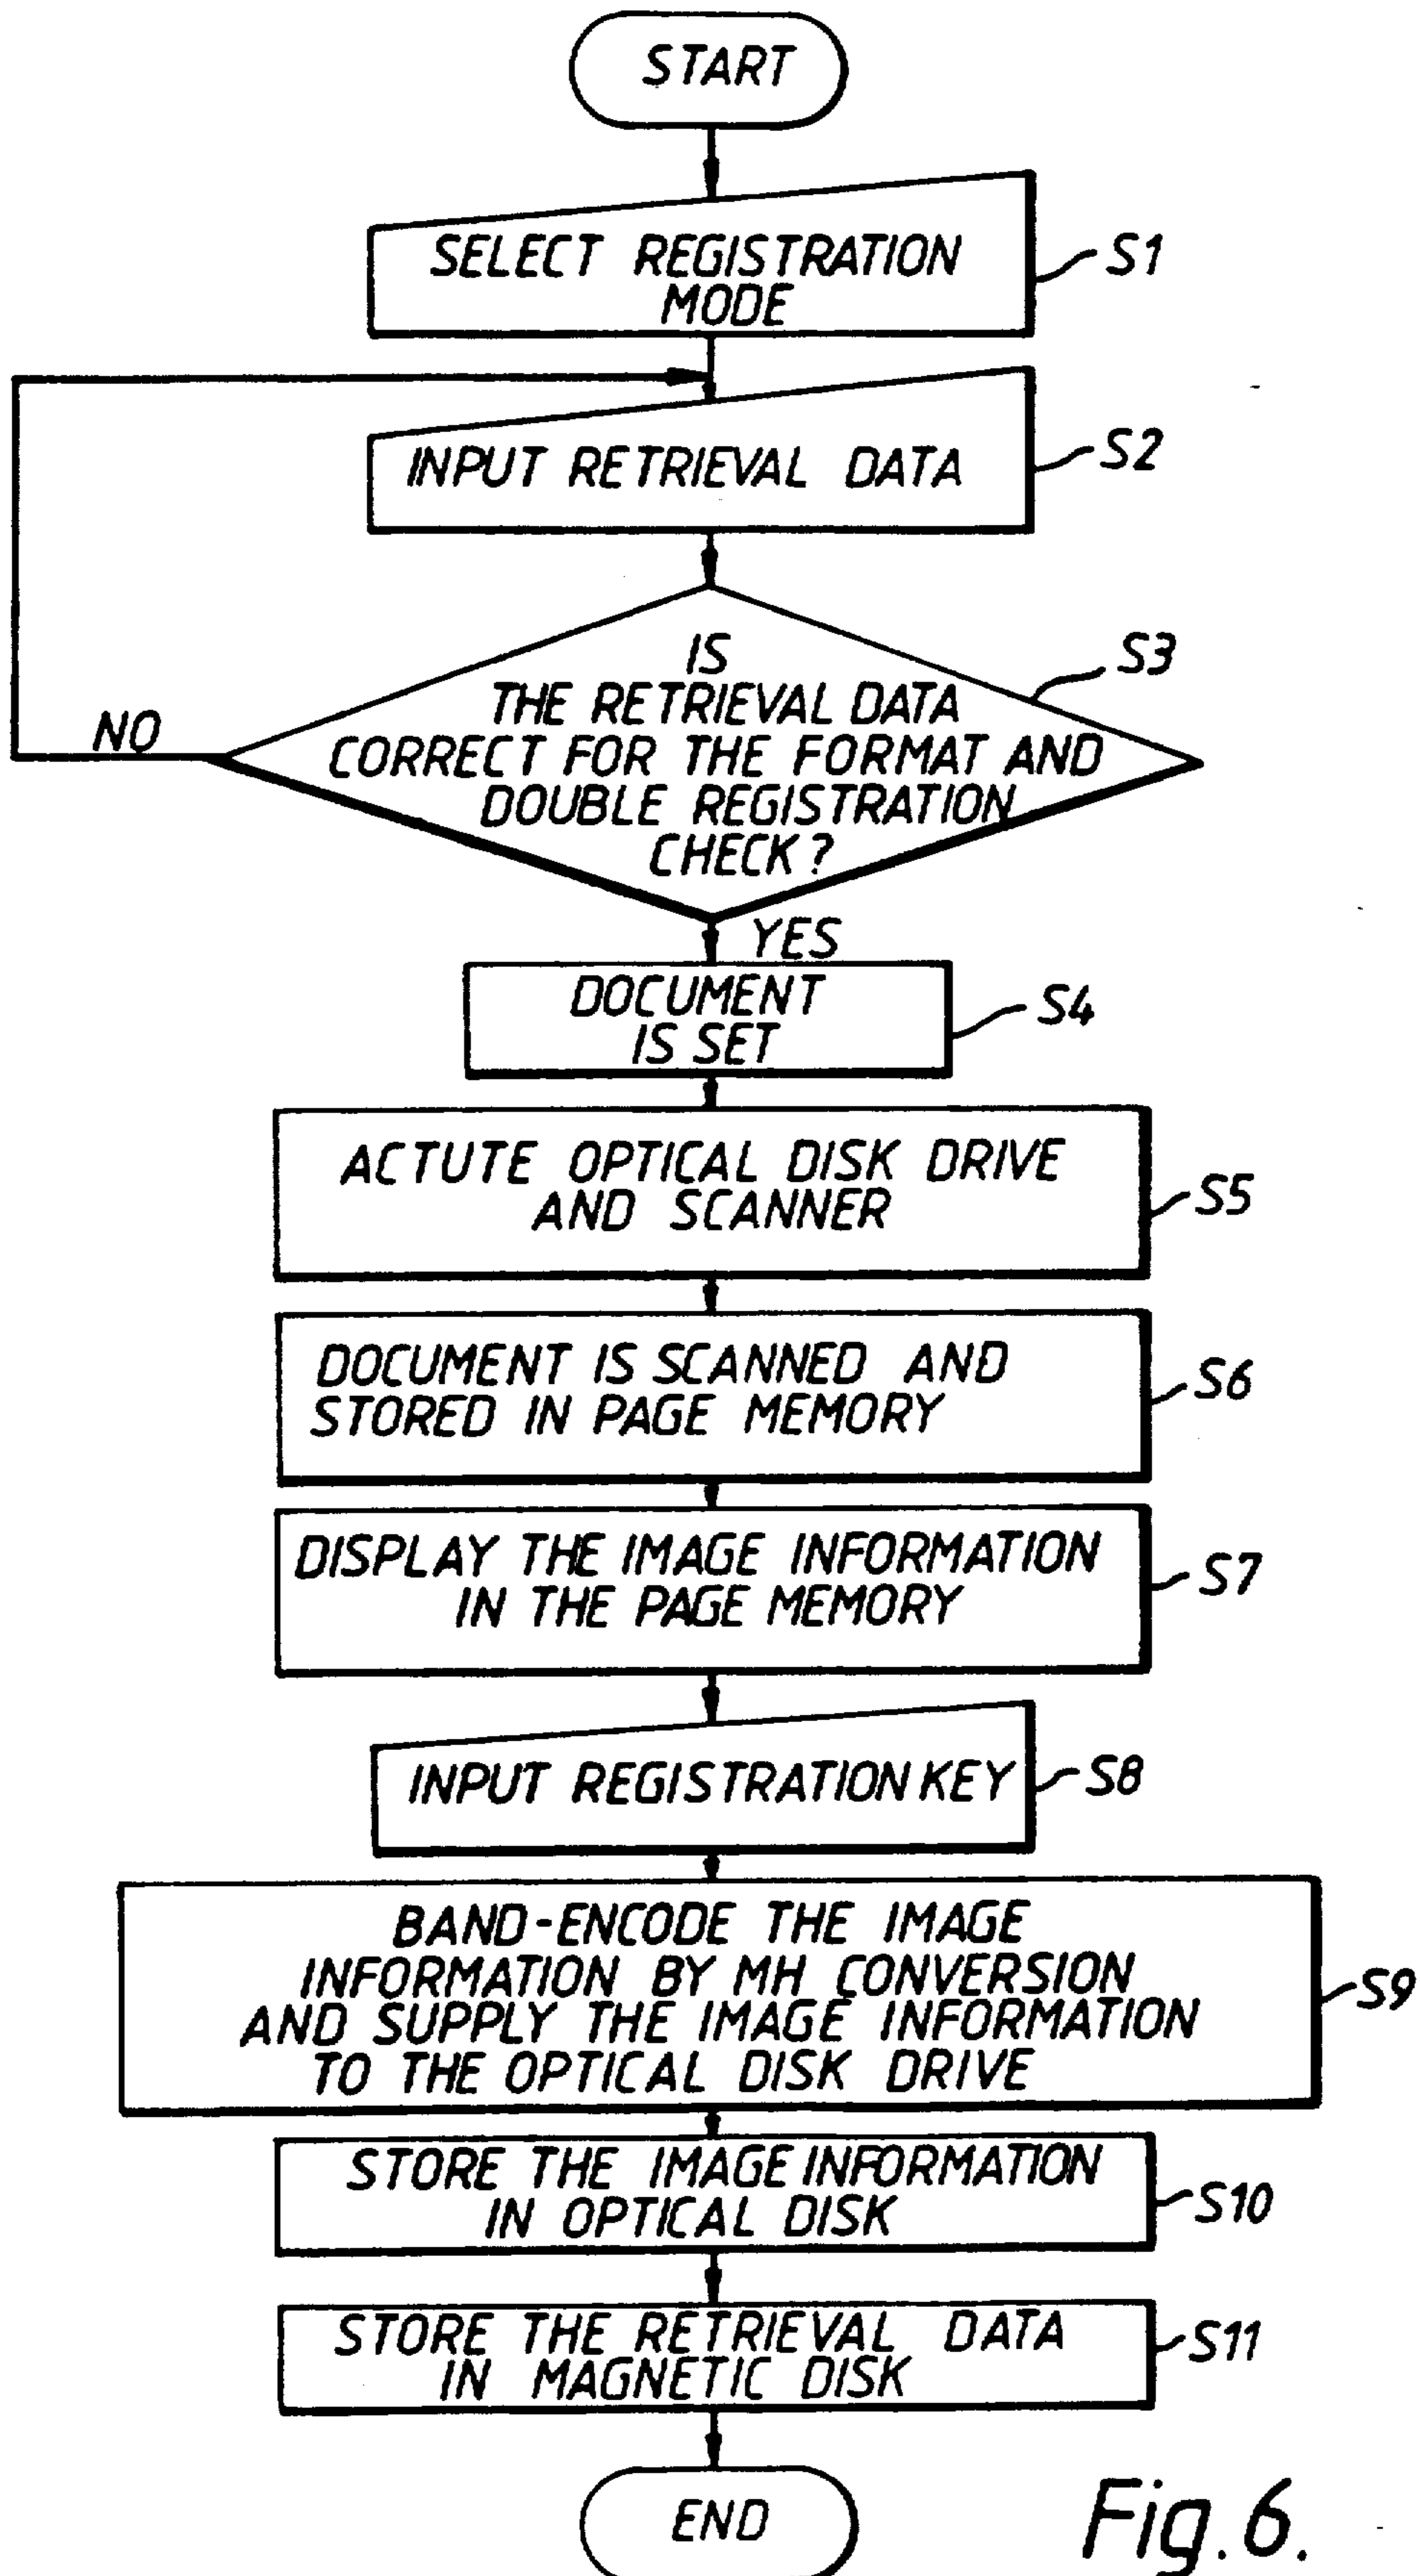 START
SELECT REGISTRATION
MODE
S1
INPUT RETRIEVAL DATA
S2
IS
THE RETRIEVAL DATA
CORRECT FOR THE FORMAT AND
DOUBLE REGISTRATION
CHECK?
S3
NO
YES
DOCUMENT
IS SET
S4
ACTUTE OPTICAL DISK DRIVE
AND SCANNER
S5
DOCUMENT IS SCANNED AND
STORED IN PAGE MEMORY
S6
DISPLAY THE IMAGE INFORMATION
IN THE PAGE MEMORY
S7
INPUT REGISTRATION KEY
S8
BAND-ENCODE THE IMAGE
INFORMATION BY MH CONVERSION
AND SUPPLY THE IMAGE INFORMATION
TO THE OPTICAL DISK DRIVE
S9
STORE THE IMAGE INFORMATION
IN OPTICAL DISK
S10
STORE THE RETRIEVAL DATA
IN MAGNETIC DISK
S11
END
Fig.6.